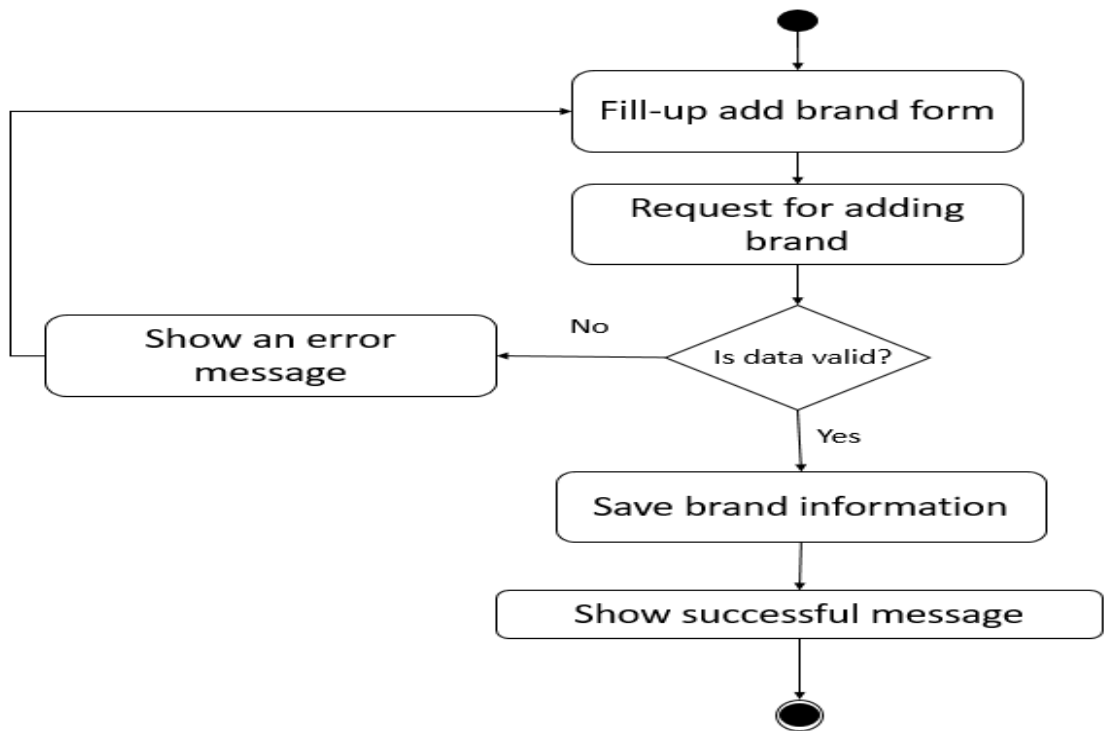 Fill-up add brand form
Request for adding
brand
Is data valid?
No
Show an error
message
Yes
Save brand information
Show successful message